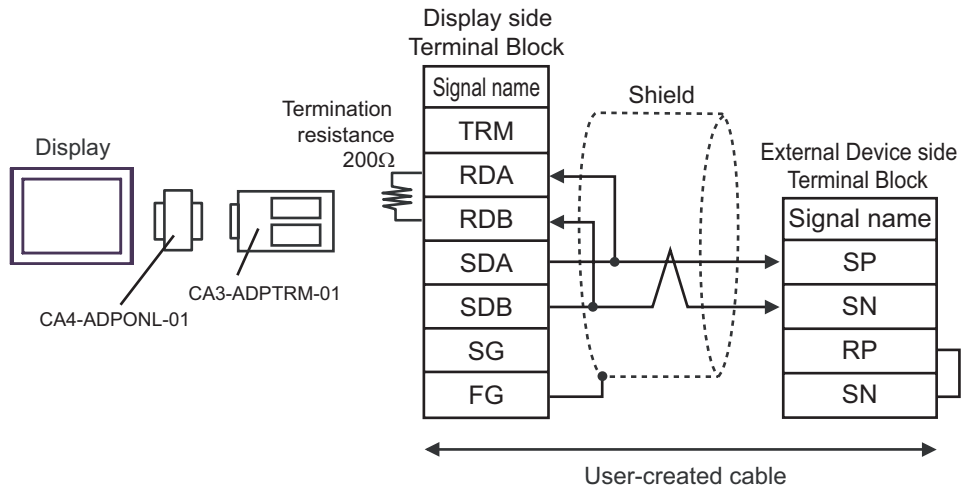 Display side
Terminal Block
Signal name
TRM
RDA
RDB
SDA
SDB
SG
FG
Termination
resistance
200Ω
Shield
Display
CA4-ADPONL-01
CA3-ADPTRM-01
External Device side
Terminal Block
Signal name
SP
SN
RP
SN
User-created cable